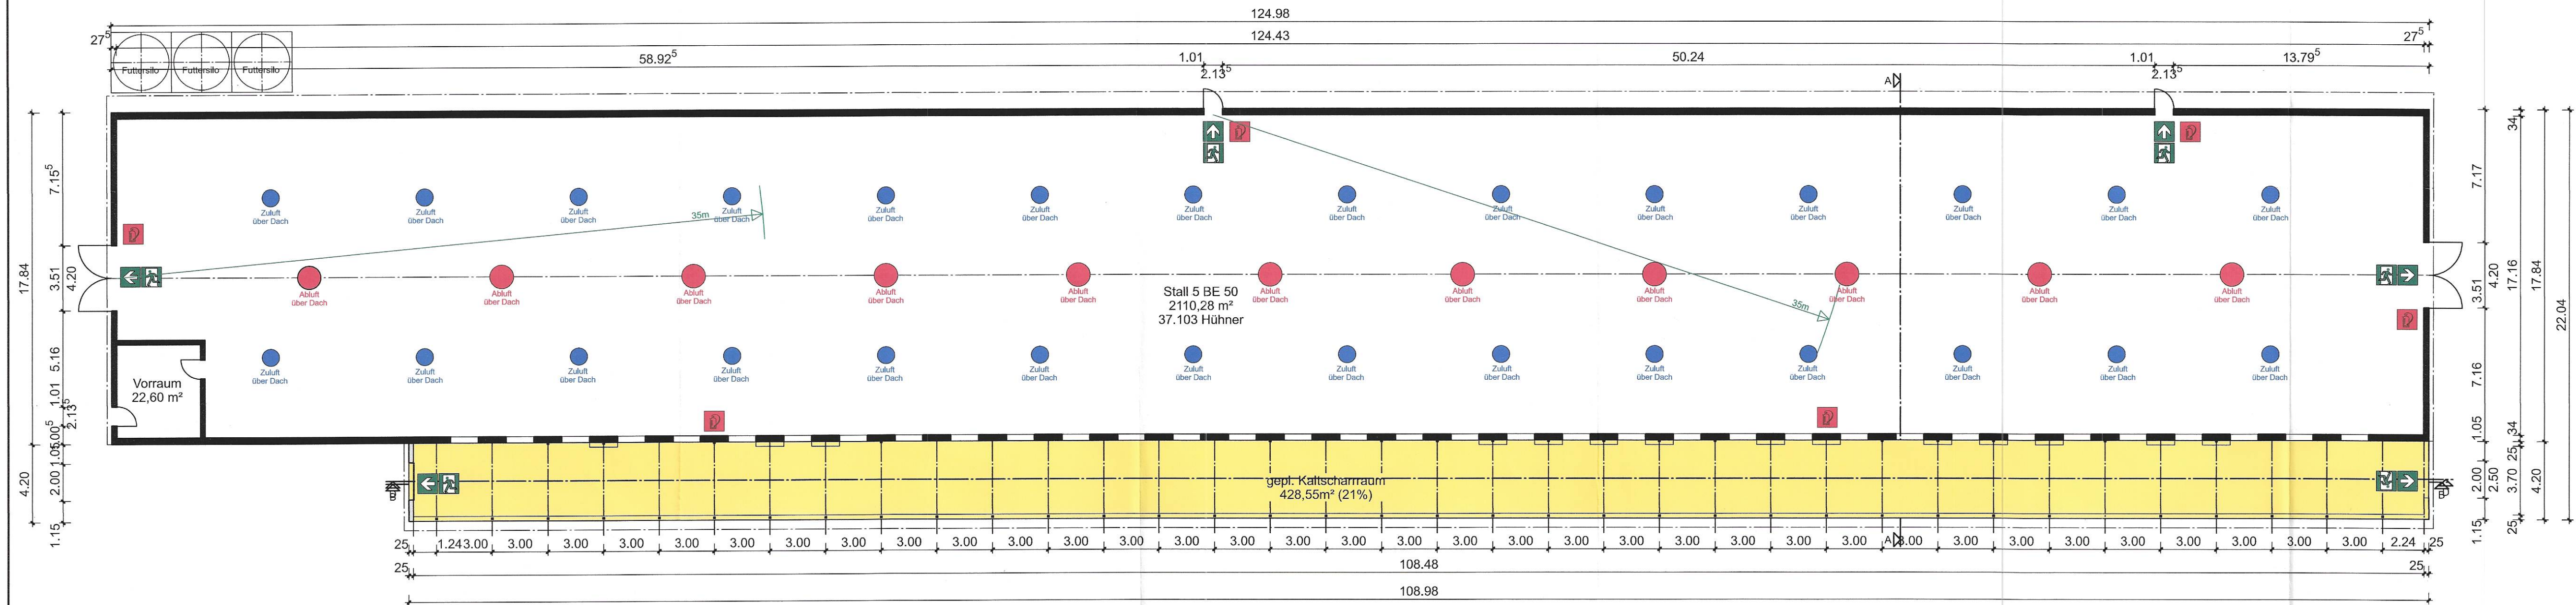 124.98
27⁵ 124.43 27⁵
58.92⁵ 1.01 50.24 1.01 13.79⁵
2.13⁵ 2.13⁵
Futtersilo Futtersilo Futtersilo
A
34
7.15⁵ 7.17
Zuluft Zuluft Zuluft Zuluft Zuluft Zuluft Zuluft Zuluft Zuluft Zuluft Zuluft Zuluft Zuluft Zuluft
über Dach über Dach über Dach über Dach über Dach über Dach über Dach über Dach über Dach über Dach über Dach über Dach über Dach über Dach
35m
17.84 3.51 4.20 3.51 4.20 17.16 17.84 22.04
Abluft Abluft Abluft Abluft Abluft Abluft Abluft Abluft Abluft Abluft Abluft
über Dach über Dach über Dach über Dach über Dach über Dach über Dach über Dach über Dach über Dach über Dach
Stall 5 BE 50
2110,28 m²
37.103 Hühner
35m
5.16 7.16
Zuluft Zuluft Zuluft Zuluft Zuluft Zuluft Zuluft Zuluft Zuluft Zuluft Zuluft Zuluft Zuluft Zuluft
über Dach über Dach über Dach über Dach über Dach über Dach über Dach über Dach über Dach über Dach über Dach über Dach über Dach über Dach
Vorraum
22,60 m²
1.01 2.13⁵
1.05 34
4.20 2.00 2.00 2.50 3.70 25 4.20
B
gepl. Kaltscharrraum
428,55m² (21%)
B
1.15 1.15 25
25 1.24 3.00 3.00 3.00 3.00 3.00 3.00 3.00 3.00 3.00 3.00 3.00 3.00 3.00 3.00 3.00 3.00 3.00 3.00 3.00 3.00 3.00 3.00 3.00 3.00 3.00 3.00 A 3.00 3.00 3.00 3.00 3.00 3.00 3.00 3.00 3.00 2.24 25
25 108.48 25
108.98